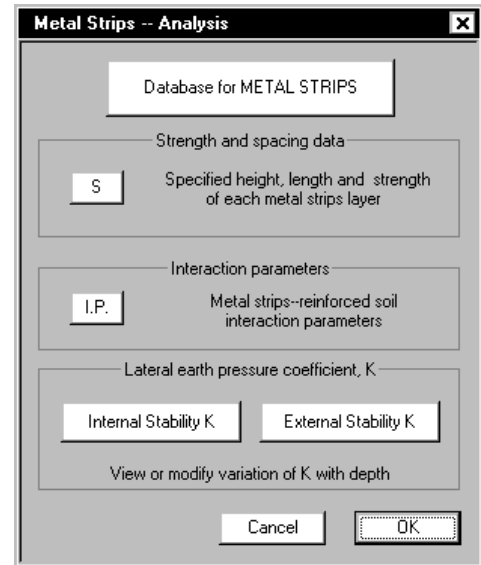 Metal Strips -- Analysis
Database for METAL STRIPS
Strength and spacing data
S
Specified height, length and strength
of each metal strips layer
Interaction parameters
I.P.
Metal strips--reinforced soil
interaction parameters
Lateral earth pressure coefficient, K
Internal Stability K
External Stability K
View or modify variation of K with depth
Cancel
OK